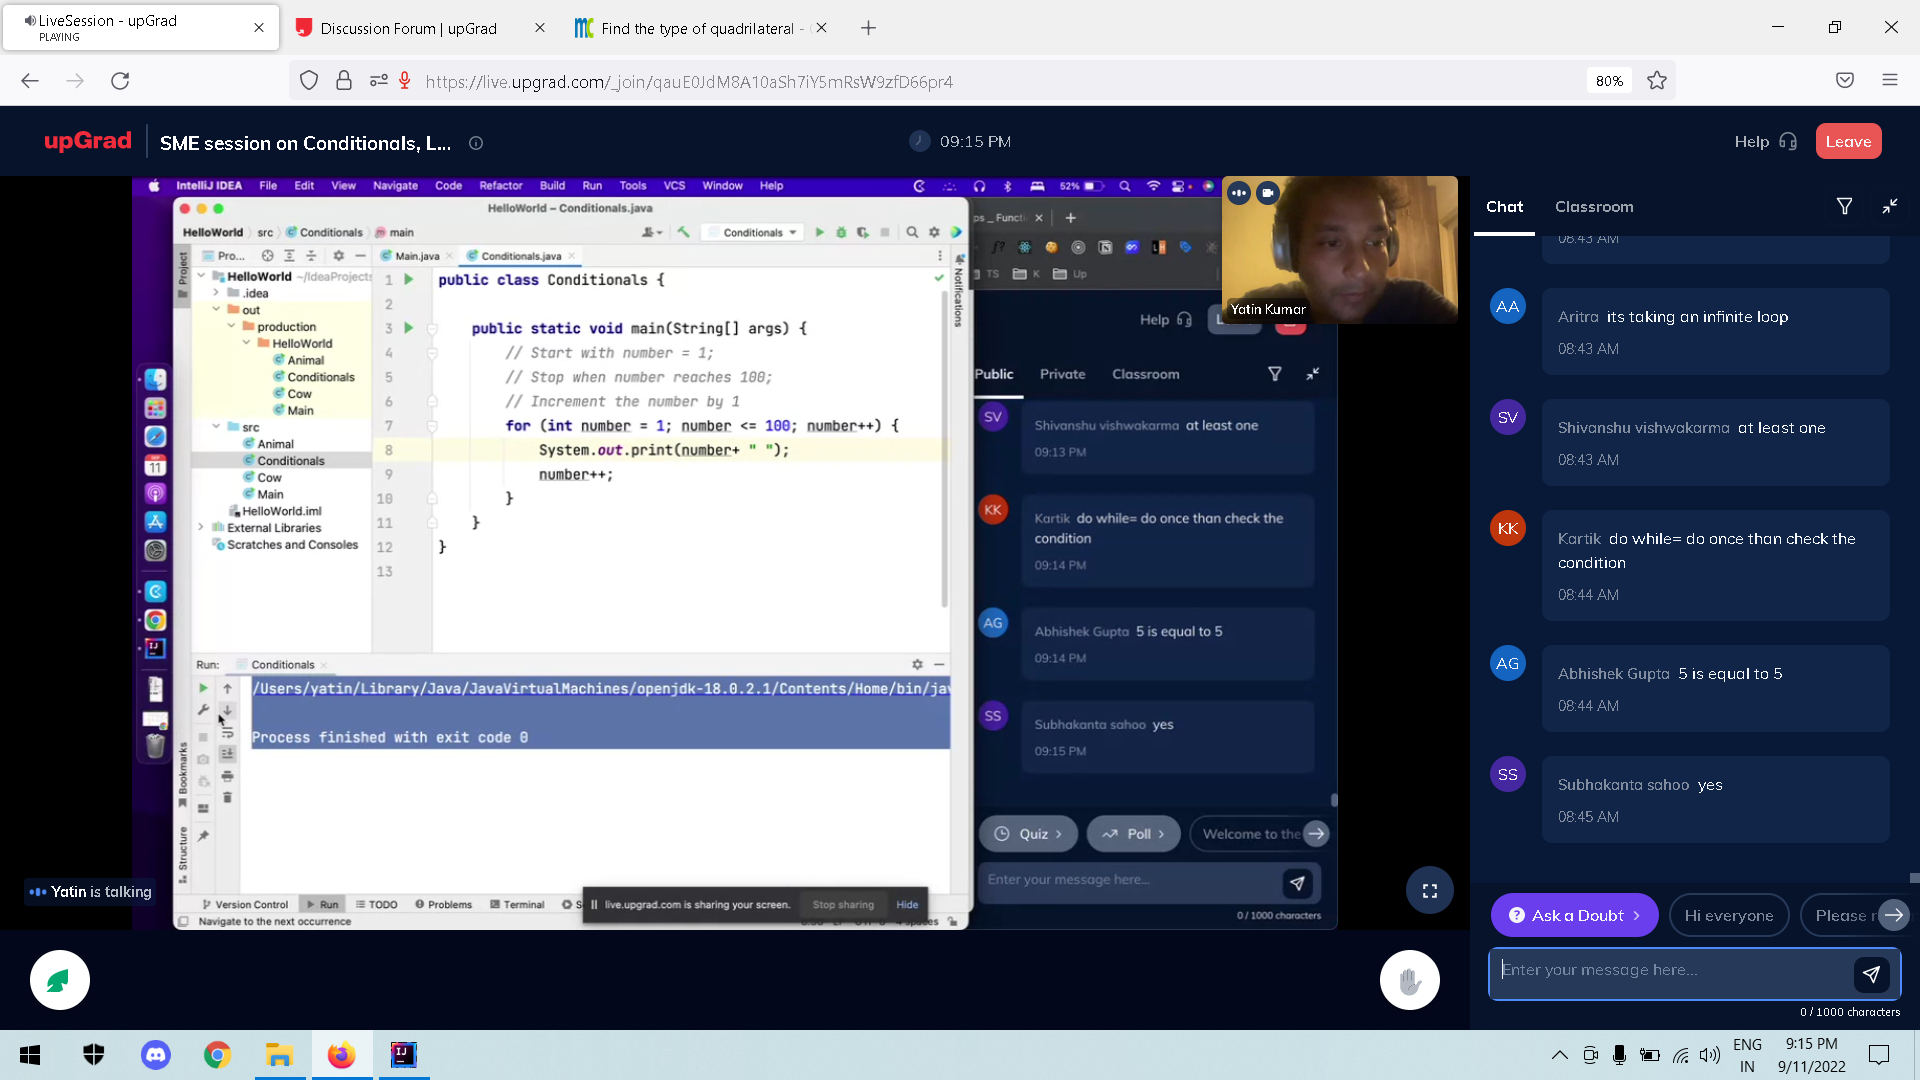 LiveSession - upGrad
PLAYING
Discussion Forum | upGrad
Find the type of quadrilateral -
https://live.upgrad.com/_join/qauE0JdM8A10aSh7iY5mRsW9zfD66pr4
80%
upGrad
SME session on Conditionals, L...
09:15 PM
Help
Leave
IntelliJ IDEA File Edit View Navigate Code Refactor Build Run Tools VCS Window Help
52%
HelloWorld – Conditionals.java
HelloWorld src Conditionals main
Conditionals
Project
Pro...
Main.java
Conditionals.java
Notifications
HelloWorld ~/IdeaProjects
.idea
out
production
HelloWorld
Animal
Conditionals
Cow
Main
src
Animal
Conditionals
Cow
Main
HelloWorld.iml
External Libraries
Scratches and Consoles
1 public class Conditionals {
2
3 public static void main(String[] args) {
4 // Start with number = 1;
5 // Stop when number reaches 100;
6 // Increment the number by 1
7 for (int number = 1; number <= 100; number++) {
8 System.out.print(number+ " ");
9 number++;
10 }
11 }
12 }
13
SEP
11
Run: Conditionals
/Users/yatin/Library/Java/JavaVirtualMachines/openjdk-18.0.2.1/Contents/Home/bin/jav
Process finished with exit code 0
Bookmarks
Structure
Version Control Run TODO Problems Terminal
Navigate to the next occurrence
live.upgrad.com is sharing your screen. Stop sharing Hide
Yatin is talking
ps _ Functi
TS K Up
Help
Public Private Classroom
SV
Shivanshu vishwakarma at least one
09:13 PM
KK
Kartik do while= do once than check the
condition
09:14 PM
AG
Abhishek Gupta 5 is equal to 5
09:14 PM
SS
Subhakanta sahoo yes
09:15 PM
Quiz
Poll
Welcome to the
Enter your message here...
0 / 1000 characters
Yatin Kumar
Chat
Classroom
08:43 AM
AA
Aritra its taking an infinite loop
08:43 AM
SV
Shivanshu vishwakarma at least one
08:43 AM
KK
Kartik do while= do once than check the
condition
08:44 AM
AG
Abhishek Gupta 5 is equal to 5
08:44 AM
SS
Subhakanta sahoo yes
08:45 AM
Ask a Doubt
Hi everyone
Please
Enter your message here...
0 / 1000 characters
ENG
IN
9:15 PM
9/11/2022